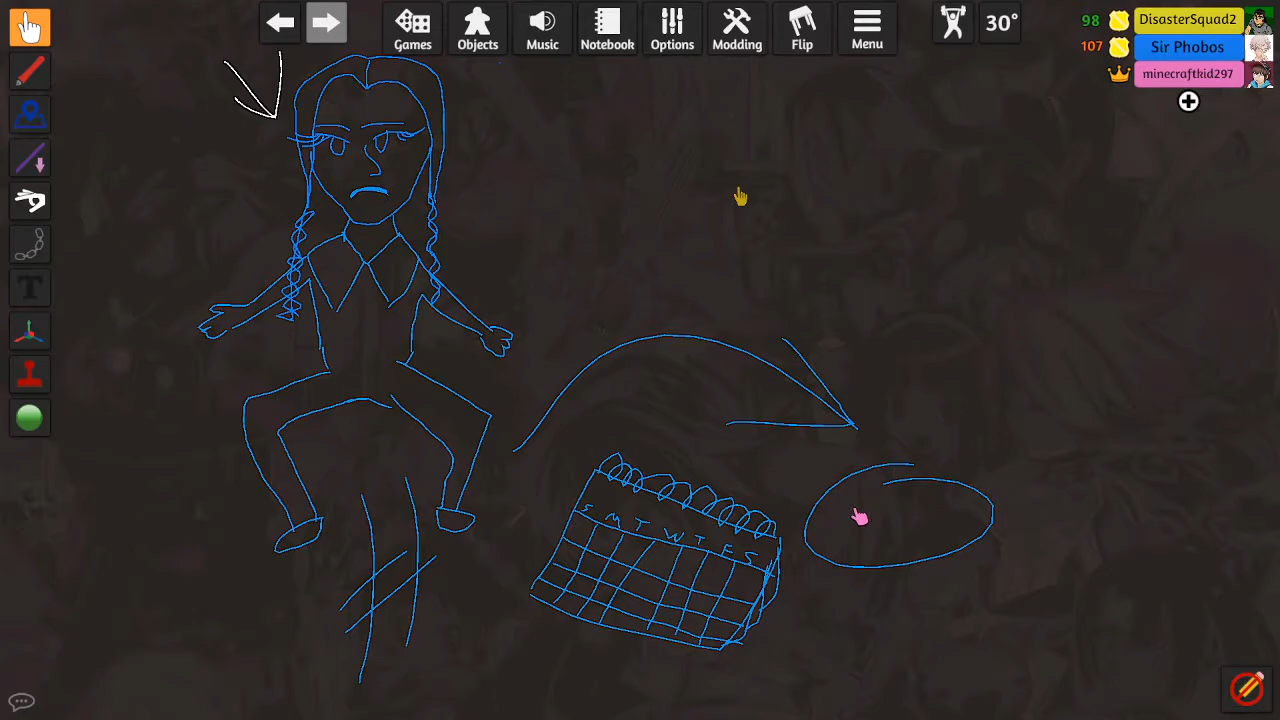 Games Objects Music Notebook Options Modding Flip Menu 30°
98 DisasterSquad2
107 Sir Phobos
minecraftkid297
T
S M T W T F S